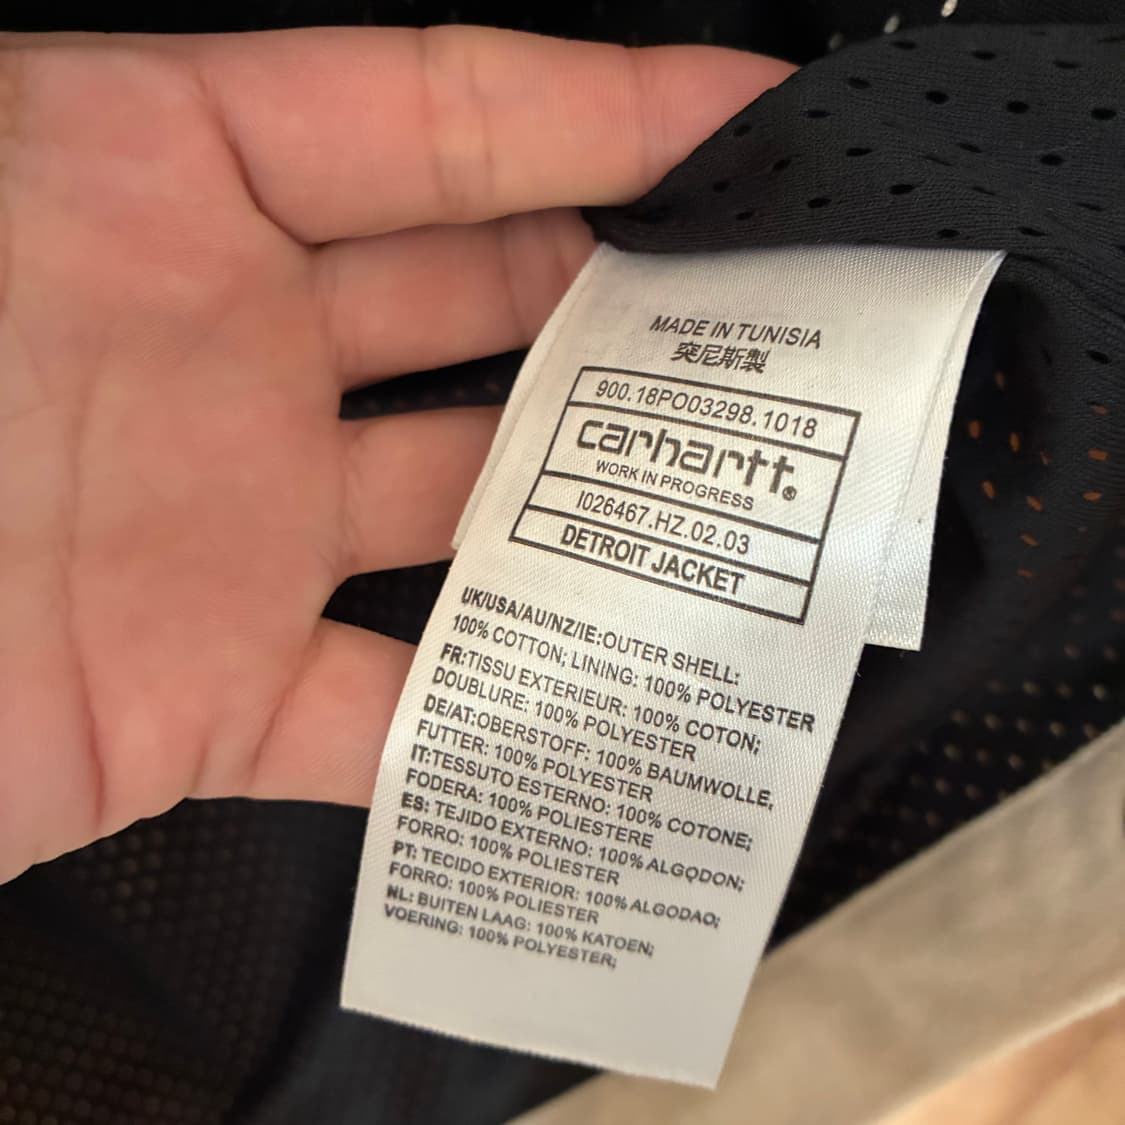 MADE IN TUNISIA
突尼斯製
900.18PO03298.1018
carhartt®
WORK IN PROGRESS
I026467.HZ.02.03
DETROIT JACKET
UK/USA/AU/NZ/IE:OUTER SHELL:
100% COTTON; LINING: 100% POLYESTER
FR:TISSU EXTERIEUR: 100% COTON;
DOUBLURE: 100% POLYESTER
DE/AT:OBERSTOFF: 100% BAUMWOLLE,
FUTTER: 100% POLYESTER
IT:TESSUTO ESTERNO: 100% COTONE;
FODERA: 100% POLIESTERE
ES: TEJIDO EXTERNO: 100% ALGODON;
FORRO: 100% POLIESTER
PT: TECIDO EXTERIOR: 100% ALGODAO;
FORRO: 100% POLIESTER
NL: BUITEN LAAG: 100% KATOEN;
VOERING: 100% POLYESTER;